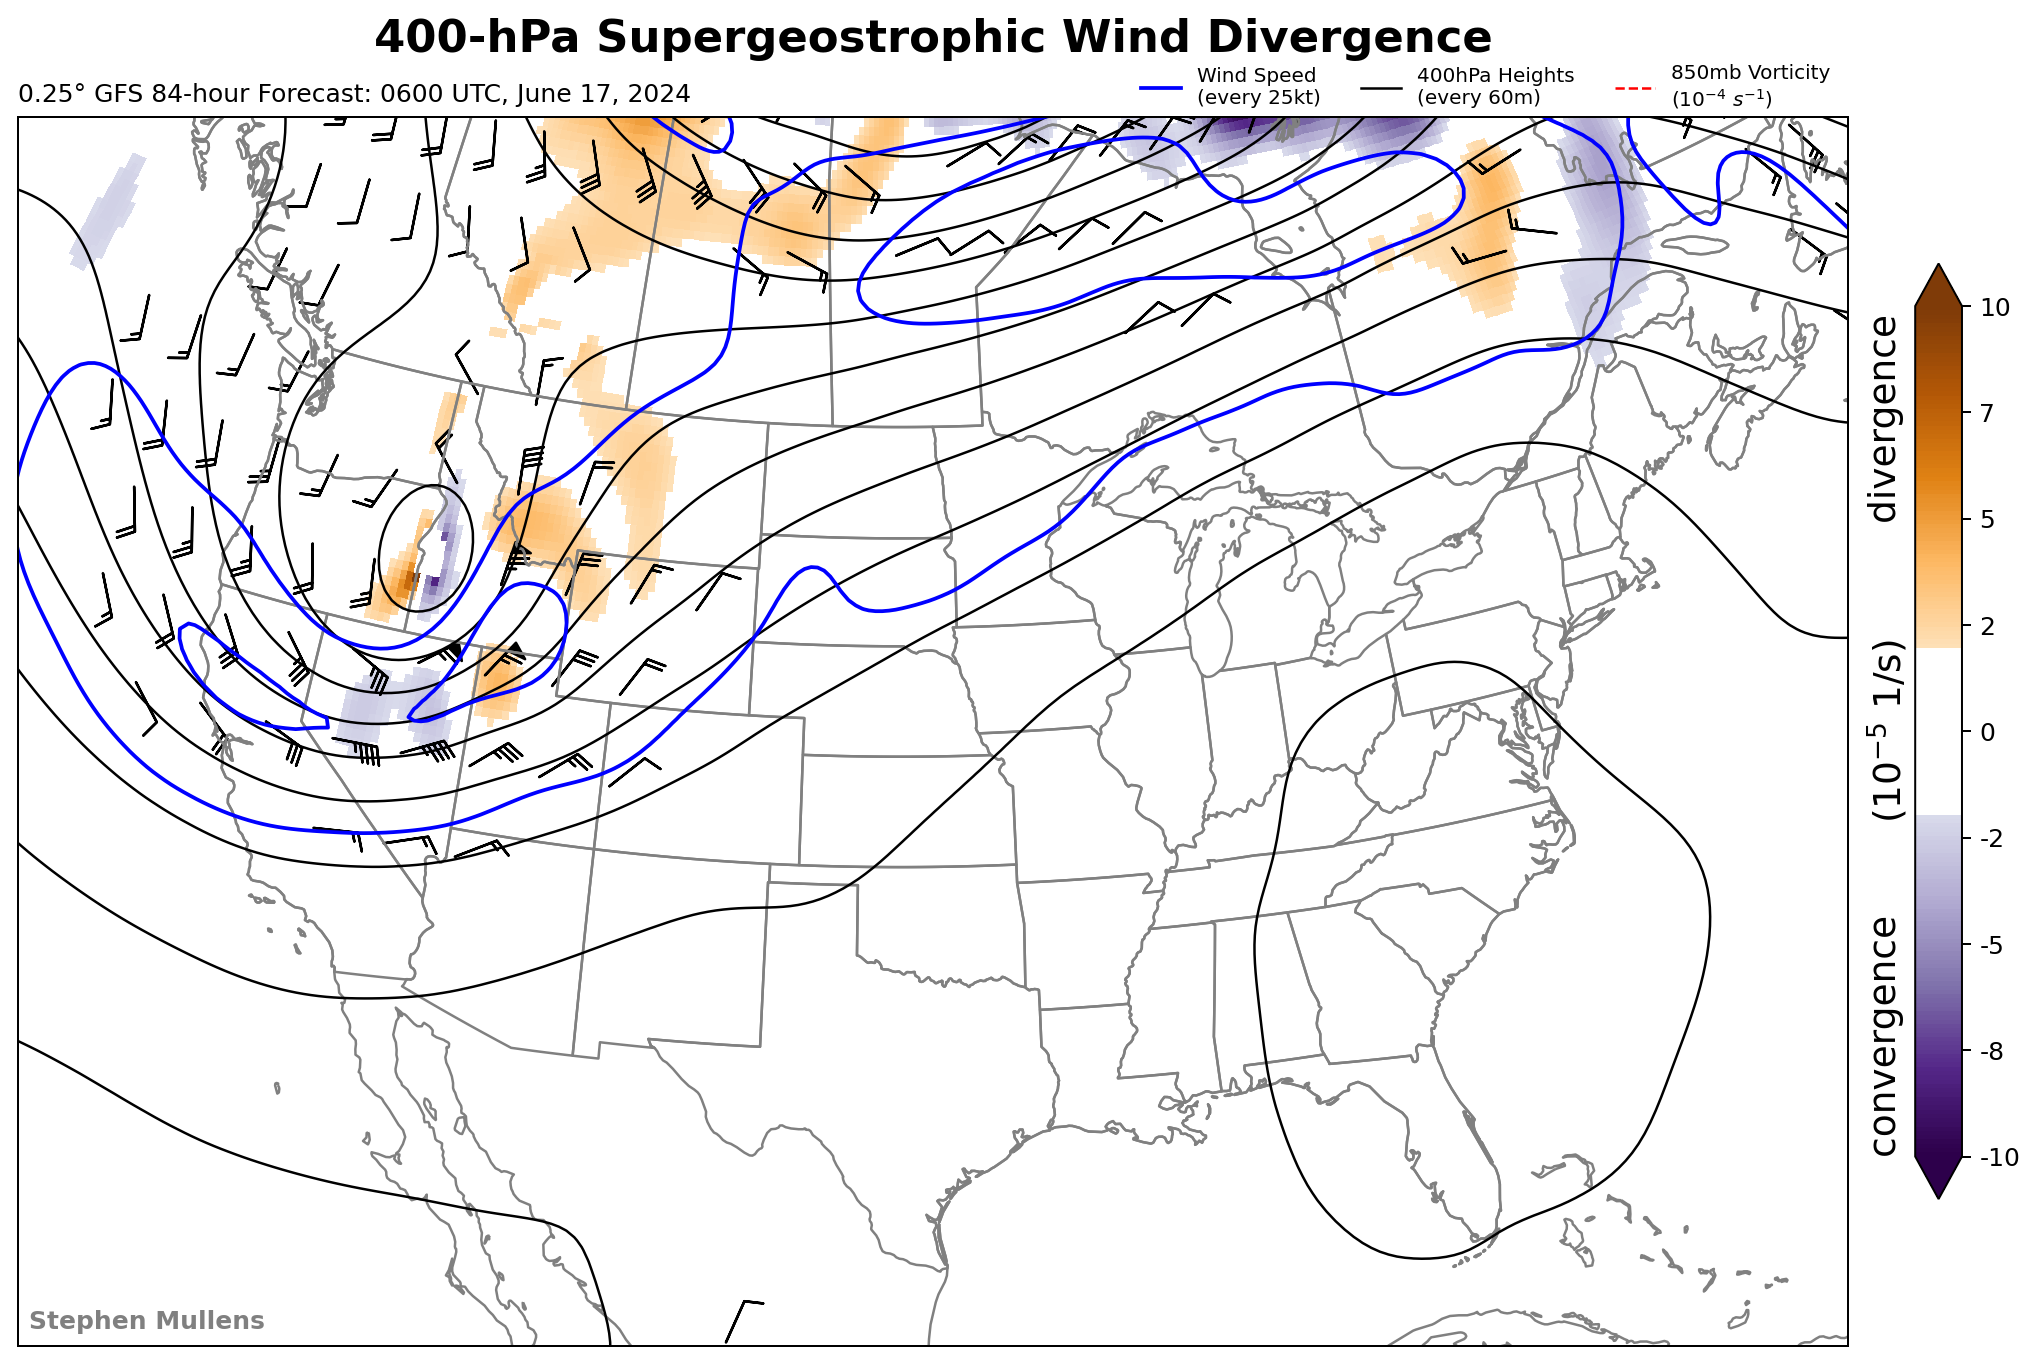 400-hPa Supergeostrophic Wind Divergence
0.25° GFS 84-hour Forecast: 0600 UTC, June 17, 2024
Wind Speed
(every 25kt)
400hPa Heights
(every 60m)
850mb Vorticity
(10⁻⁴ s⁻¹)
10
7
5
2
0
-2
-5
-8
-10
convergence (10⁻⁵ 1/s) divergence
Stephen Mullens